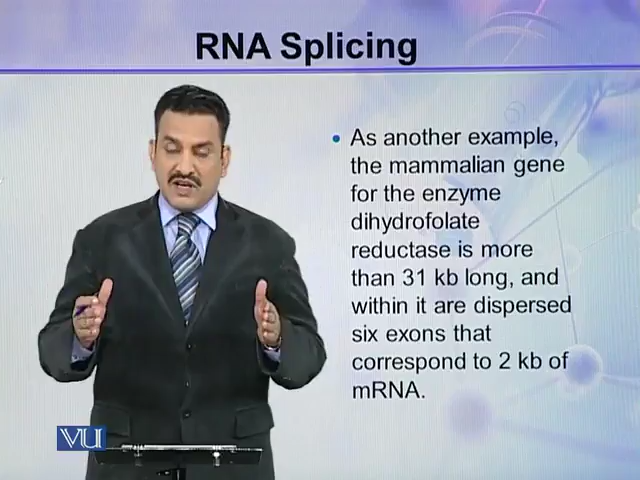 RNA Splicing
• As another example,
the mammalian gene
for the enzyme
dihydrofolate
reductase is more
than 31 kb long, and
within it are dispersed
six exons that
correspond to 2 kb of
mRNA.
VU